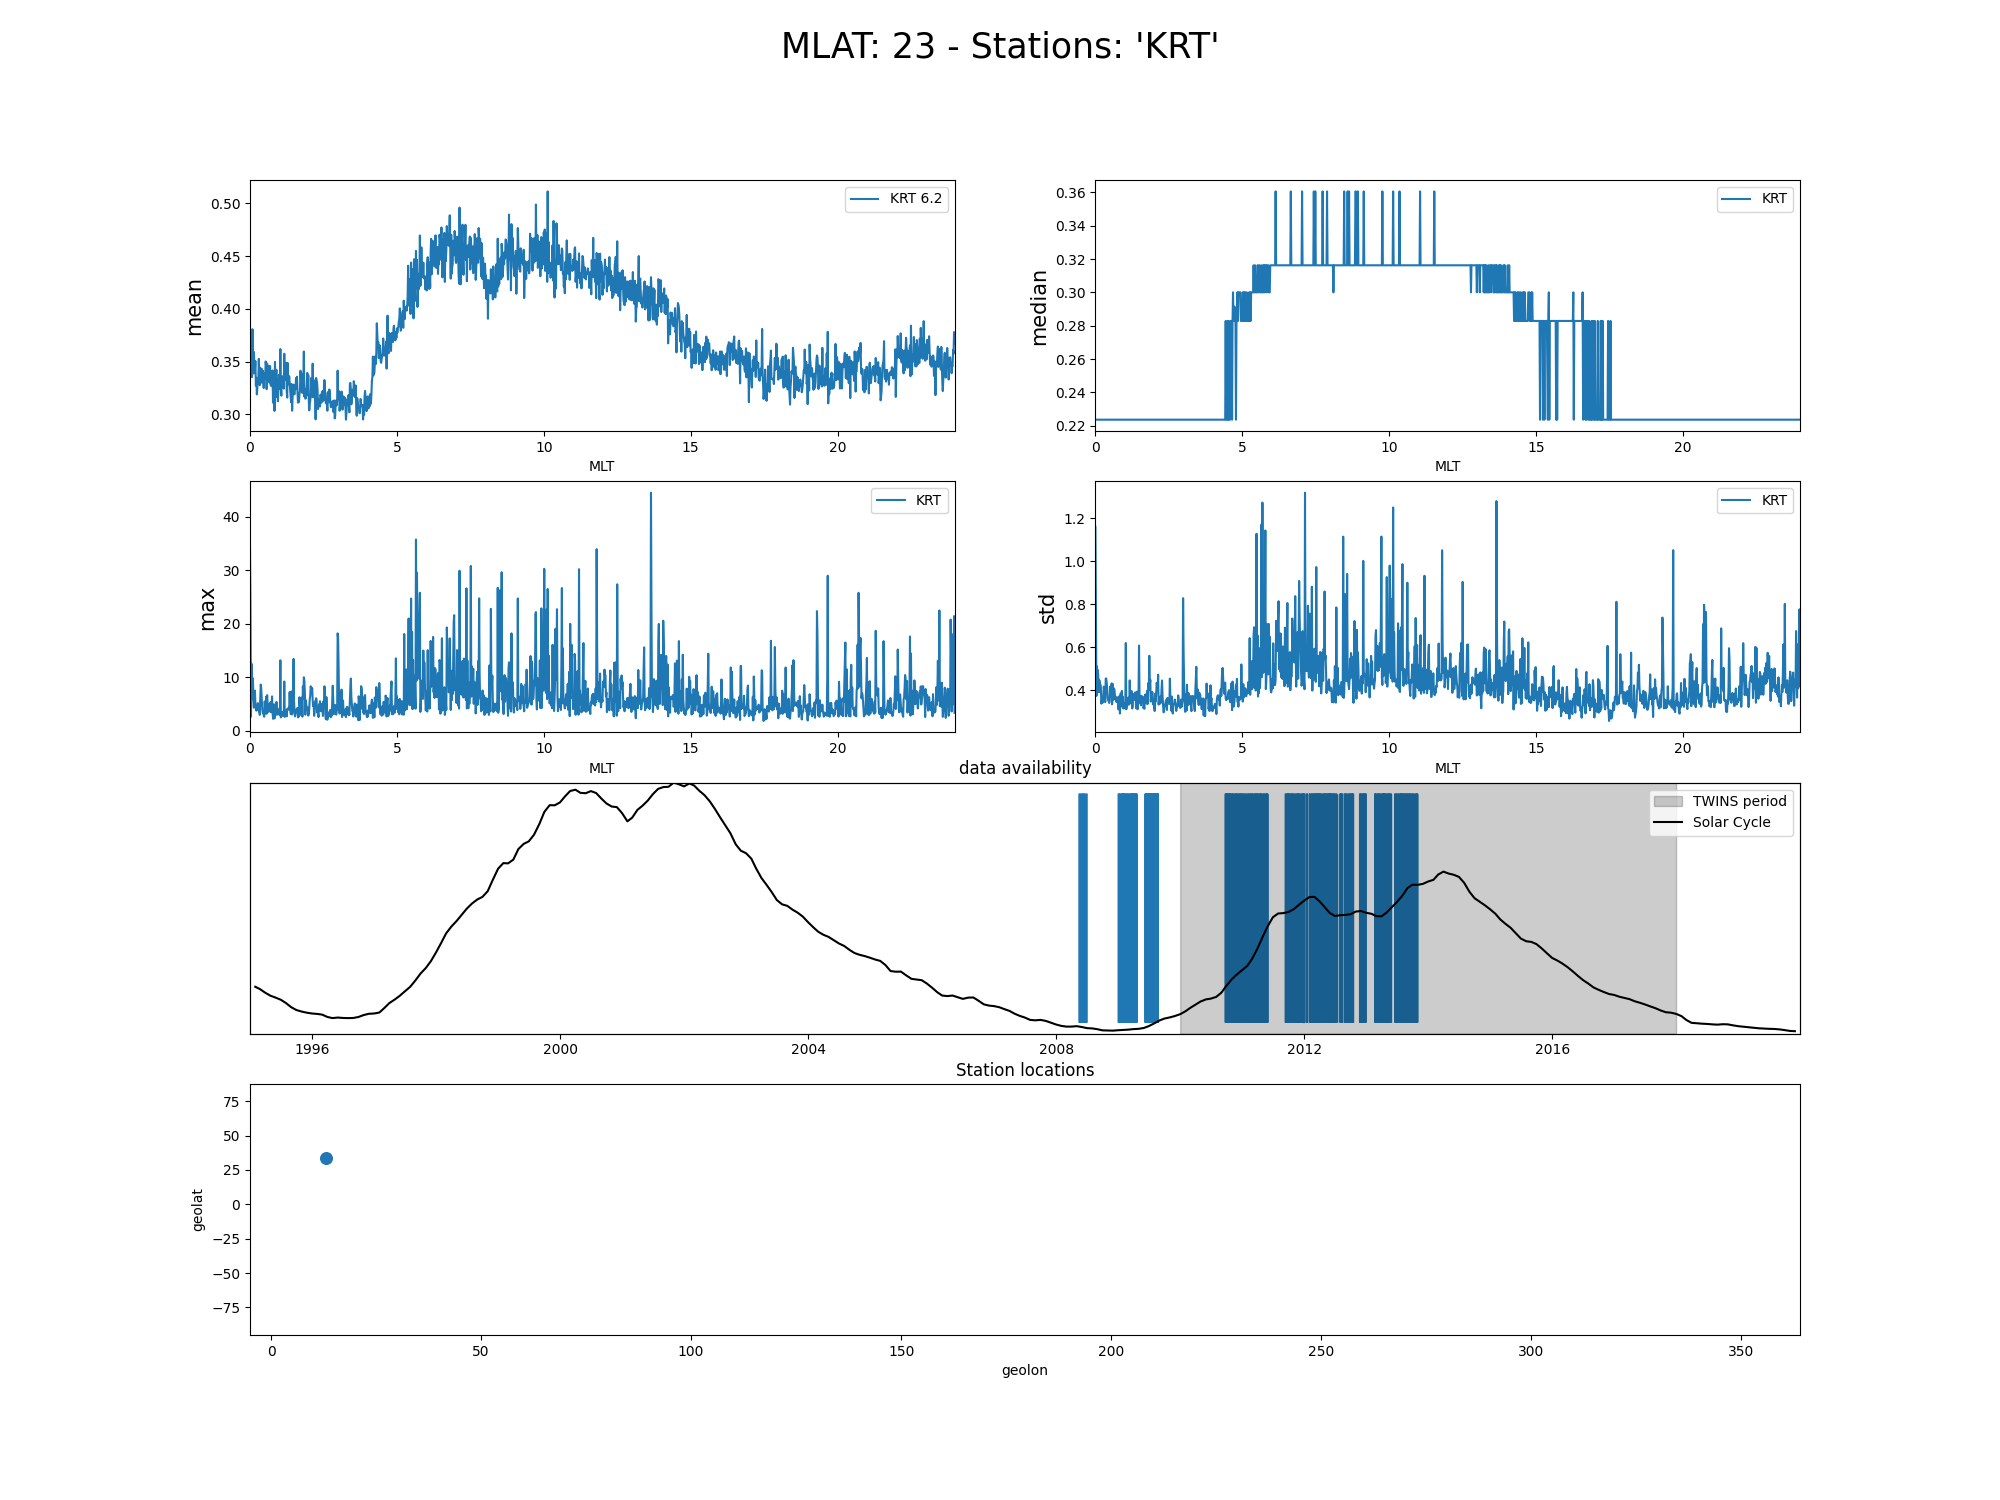 MLAT: 23 - Stations: 'KRT'
mean
0.50
0.45
0.40
0.35
0.30
KRT 6.2
0 5 10 15 20
MLT
median
0.36
0.34
0.32
0.30
0.28
0.26
0.24
0.22
KRT
0 5 10 15 20
MLT
max
40
30
20
10
0
KRT
0 5 10 15 20
MLT
std
1.2
1.0
0.8
0.6
0.4
KRT
0 5 10 15 20
MLT
data availability
TWINS period
Solar Cycle
1996 2000 2004 2008 2012 2016
Station locations
geolat
75
50
25
0
−25
−50
−75
0 50 100 150 200 250 300 350
geolon